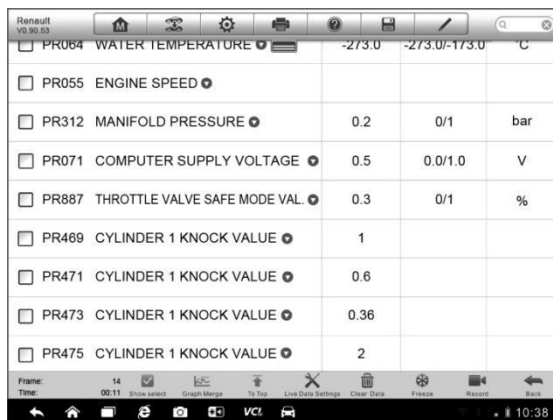 Renault
V0.90.53
PR064 WATER TEMPERATURE -273.0 -273.0/-173.0 °C
PR055 ENGINE SPEED
PR312 MANIFOLD PRESSURE 0.2 0/1 bar
PR071 COMPUTER SUPPLY VOLTAGE 0.5 0.0/1.0 V
PR887 THROTTLE VALVE SAFE MODE VAL. 0.3 0/1 %
PR469 CYLINDER 1 KNOCK VALUE 1
PR471 CYLINDER 1 KNOCK VALUE 0.6
PR473 CYLINDER 1 KNOCK VALUE 0.36
PR475 CYLINDER 1 KNOCK VALUE 2
Frame: 14
Time: 00:11 Show select Graph Merge To Top Live Data Settings Clear Data Freeze Record Back
VCI 10:38